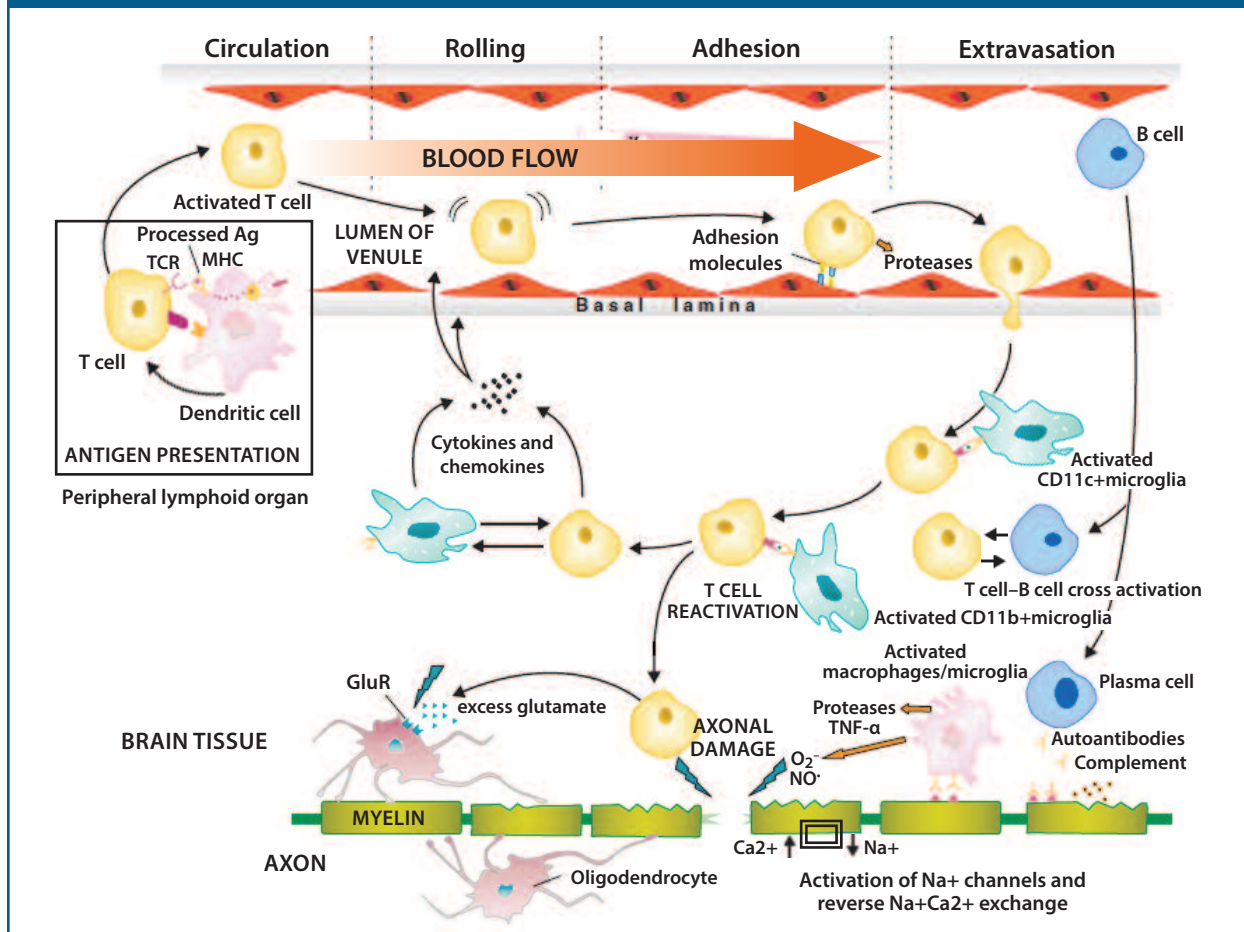 Circulation
Rolling
Adhesion
Extravasation
B cell
BLOOD FLOW
Activated T cell
Processed Ag
TCR
MHC
LUMEN OF
VENULE
Adhesion
molecules
Proteases
Basal lamina
T cell
Dendritic cell
ANTIGEN PRESENTATION
Peripheral lymphoid organ
Cytokines and
chemokines
Activated
CD11c+microglia
T CELL
REACTIVATION
T cell–B cell cross activation
Activated CD11b+microglia
Activated
macrophages/microglia
GluR
excess glutamate
Plasma cell
BRAIN TISSUE
AXONAL
DAMAGE
Proteases
TNF-α
O₂⁻
NO·
Autoantibodies
Complement
MYELIN
AXON
Ca2+
Na+
Oligodendrocyte
Activation of Na+ channels and
reverse Na+Ca2+ exchange